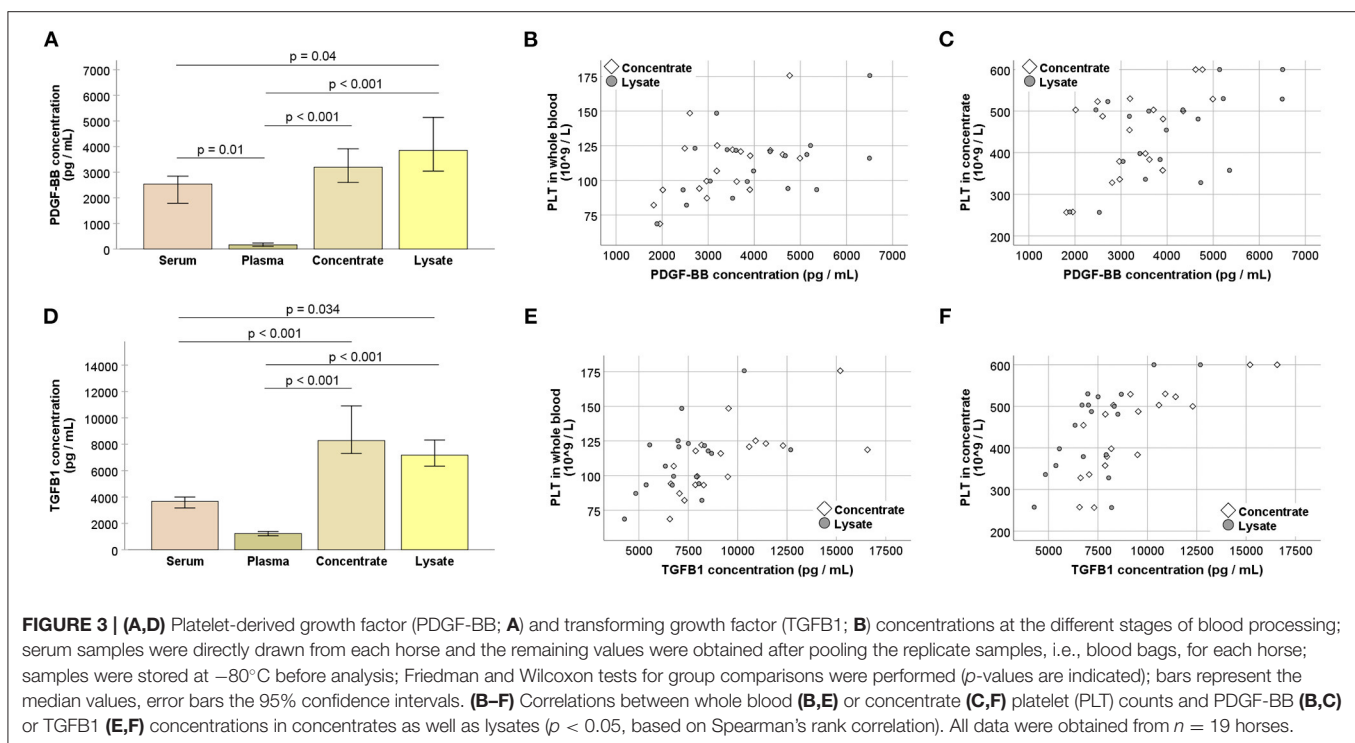 A
p = 0.04
p < 0.001
p < 0.001
p = 0.01
7000
6000
5000
4000
3000
2000
1000
0
PDGF-BB concentration
(pg / mL)
Serum Plasma Concentrate Lysate
B
Concentrate
Lysate
175
150
125
100
75
PLT in whole blood
(10^9 / L)
1000 2000 3000 4000 5000 6000 7000
PDGF-BB concentration (pg / mL)
C
Concentrate
Lysate
600
500
400
300
200
PLT in concentrate
(10^9 / L)
1000 2000 3000 4000 5000 6000 7000
PDGF-BB concentration (pg / mL)
D
p = 0.034
p < 0.001
p < 0.001
p < 0.001
14000
12000
10000
8000
6000
4000
2000
0
TGFB1 concentration
(pg / mL)
Serum Plasma Concentrate Lysate
E
175
150
125
100
75
PLT in whole blood
(10^9 / L)
Concentrate
Lysate
5000 7500 10000 12500 15000 17500
TGFB1 concentration (pg / mL)
F
600
500
400
300
200
PLT in concentrate
(10^9 / L)
Concentrate
Lysate
5000 7500 10000 12500 15000 17500
TGFB1 concentration (pg / mL)
FIGURE 3 | (A,D) Platelet-derived growth factor (PDGF-BB; A) and transforming growth factor (TGFB1; B) concentrations at the different stages of blood processing;
serum samples were directly drawn from each horse and the remaining values were obtained after pooling the replicate samples, i.e., blood bags, for each horse;
samples were stored at −80°C before analysis; Friedman and Wilcoxon tests for group comparisons were performed (p-values are indicated); bars represent the
median values, error bars the 95% confidence intervals. (B–F) Correlations between whole blood (B,E) or concentrate (C,F) platelet (PLT) counts and PDGF-BB (B,C)
or TGFB1 (E,F) concentrations in concentrates as well as lysates (p < 0.05, based on Spearman's rank correlation). All data were obtained from n = 19 horses.